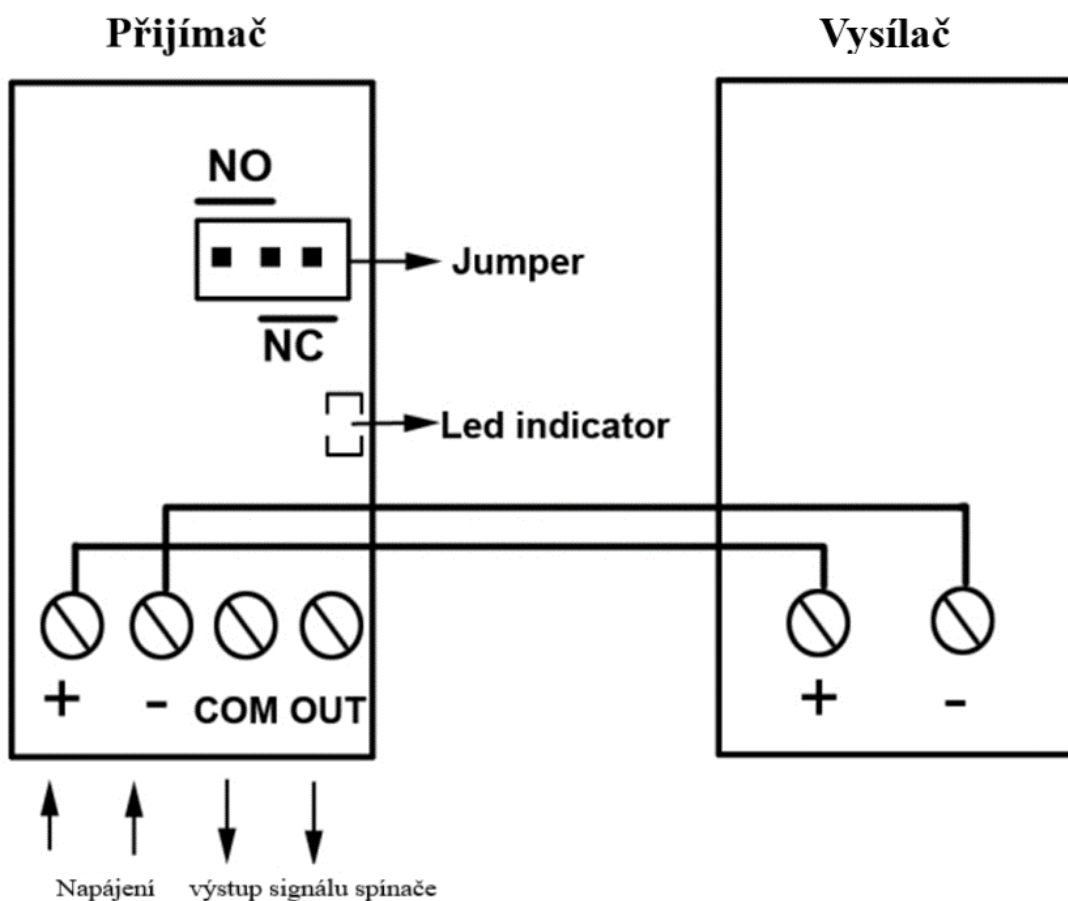 Přijímač
Vysílač
NO
Jumper
NC
Led indicator
+ - COM OUT
+ -
Napájení
výstup signálu spínače